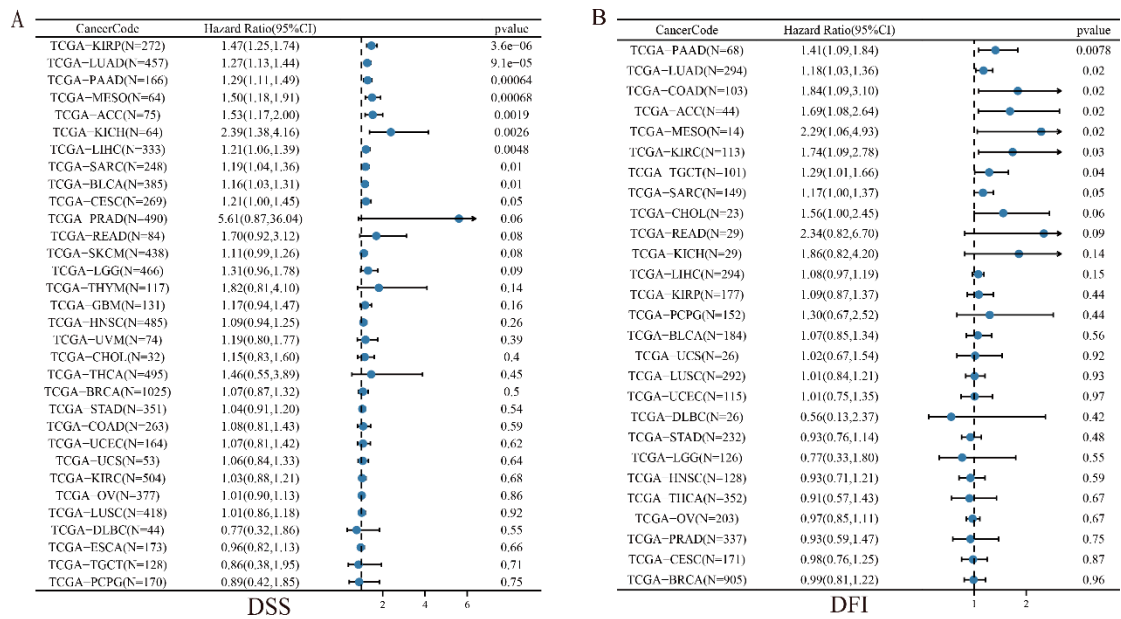 A
CancerCode Hazard Ratio(95%CI) pvalue
TCGA-KIRP(N=272) 1.47(1.25,1.74) 3.6e-06
TCGA-LUAD(N=457) 1.27(1.13,1.44) 9.1e-05
TCGA-PAAD(N=166) 1.29(1.11,1.49) 0.00064
TCGA-MESO(N=64) 1.50(1.18,1.91) 0.00068
TCGA-ACC(N=75) 1.53(1.17,2.00) 0.0019
TCGA-KICH(N=64) 2.39(1.38,4.16) 0.0026
TCGA-LIHC(N=333) 1.21(1.06,1.39) 0.0048
TCGA-SARC(N=248) 1.19(1.04,1.36) 0.01
TCGA-BLCA(N=385) 1.16(1.03,1.31) 0.01
TCGA-CESC(N=269) 1.21(1.00,1.45) 0.05
TCGA-PRAD(N=490) 5.61(0.87,36.04) 0.06
TCGA-READ(N=84) 1.70(0.92,3.12) 0.08
TCGA-SKCM(N=438) 1.11(0.99,1.26) 0.08
TCGA-LGG(N=466) 1.31(0.96,1.78) 0.09
TCGA-THYM(N=117) 1.82(0.81,4.10) 0.14
TCGA-GBM(N=131) 1.17(0.94,1.47) 0.16
TCGA-HNSC(N=485) 1.09(0.94,1.25) 0.26
TCGA-UVM(N=74) 1.19(0.80,1.77) 0.39
TCGA-CHOL(N=32) 1.15(0.83,1.60) 0.4
TCGA-THCA(N=495) 1.46(0.55,3.89) 0.45
TCGA-BRCA(N=1025) 1.07(0.87,1.32) 0.5
TCGA-STAD(N=351) 1.04(0.91,1.20) 0.54
TCGA-COAD(N=263) 1.08(0.81,1.43) 0.59
TCGA-UCEC(N=164) 1.07(0.81,1.42) 0.62
TCGA-UCS(N=53) 1.06(0.84,1.33) 0.64
TCGA-KIRC(N=504) 1.03(0.88,1.21) 0.68
TCGA-OV(N=377) 1.01(0.90,1.13) 0.86
TCGA-LUSC(N=418) 1.01(0.86,1.18) 0.92
TCGA-DLBC(N=44) 0.77(0.32,1.86) 0.55
TCGA-ESCA(N=173) 0.96(0.82,1.13) 0.66
TCGA-TGCT(N=128) 0.86(0.38,1.95) 0.71
TCGA-PCPG(N=170) 0.89(0.42,1.85) 0.75
2 4 6
DSS
B
CancerCode Hazard Ratio(95%CI) pvalue
TCGA-PAAD(N=68) 1.41(1.09,1.84) 0.0078
TCGA-LUAD(N=294) 1.18(1.03,1.36) 0.02
TCGA-COAD(N=103) 1.84(1.09,3.10) 0.02
TCGA-ACC(N=44) 1.69(1.08,2.64) 0.02
TCGA-MESO(N=14) 2.29(1.06,4.93) 0.02
TCGA-KIRC(N=113) 1.74(1.09,2.78) 0.03
TCGA-TGCT(N=101) 1.29(1.01,1.66) 0.04
TCGA-SARC(N=149) 1.17(1.00,1.37) 0.05
TCGA-CHOL(N=23) 1.56(1.00,2.45) 0.06
TCGA-READ(N=29) 2.34(0.82,6.70) 0.09
TCGA-KICH(N=29) 1.86(0.82,4.20) 0.14
TCGA-LIHC(N=294) 1.08(0.97,1.19) 0.15
TCGA-KIRP(N=177) 1.09(0.87,1.37) 0.44
TCGA-PCPG(N=152) 1.30(0.67,2.52) 0.44
TCGA-BLCA(N=184) 1.07(0.85,1.34) 0.56
TCGA-UCS(N=26) 1.02(0.67,1.54) 0.92
TCGA-LUSC(N=292) 1.01(0.84,1.21) 0.93
TCGA-UCEC(N=115) 1.01(0.75,1.35) 0.97
TCGA-DLBC(N=26) 0.56(0.13,2.37) 0.42
TCGA-STAD(N=232) 0.93(0.76,1.14) 0.48
TCGA-LGG(N=126) 0.77(0.33,1.80) 0.55
TCGA-HNSC(N=128) 0.93(0.71,1.21) 0.59
TCGA-THCA(N=352) 0.91(0.57,1.43) 0.67
TCGA-OV(N=203) 0.97(0.85,1.11) 0.67
TCGA-PRAD(N=337) 0.93(0.59,1.47) 0.75
TCGA-CESC(N=171) 0.98(0.76,1.25) 0.87
TCGA-BRCA(N=905) 0.99(0.81,1.22) 0.96
1 2
DFI